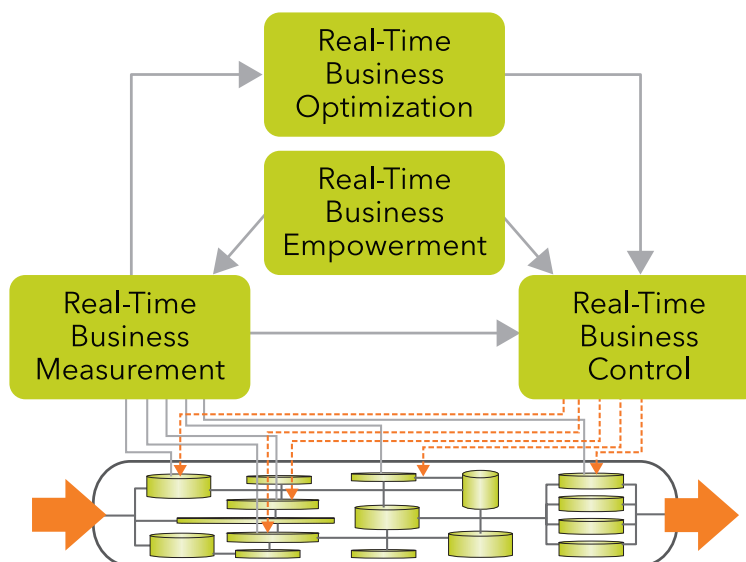 Real-Time
Business
Optimization
Real-Time
Business
Empowerment
Real-Time
Business
Measurement
Real-Time
Business
Control